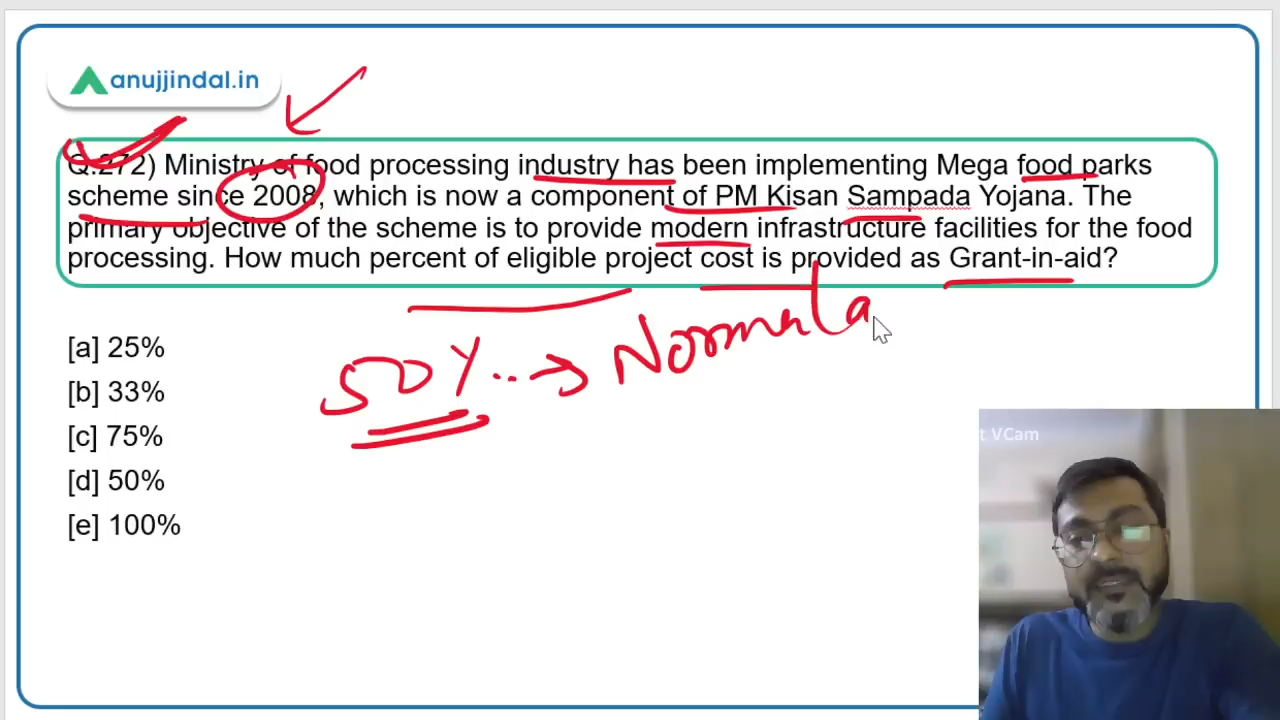 anujjindal.in
Q.272) Ministry of food processing industry has been implementing Mega food parks
scheme since 2008, which is now a component of PM Kisan Sampada Yojana. The
primary objective of the scheme is to provide modern infrastructure facilities for the food
processing. How much percent of eligible project cost is provided as Grant-in-aid?
50% .. → Normal a
[a] 25%
[b] 33%
[c] 75%
[d] 50%
[e] 100%
t VCam